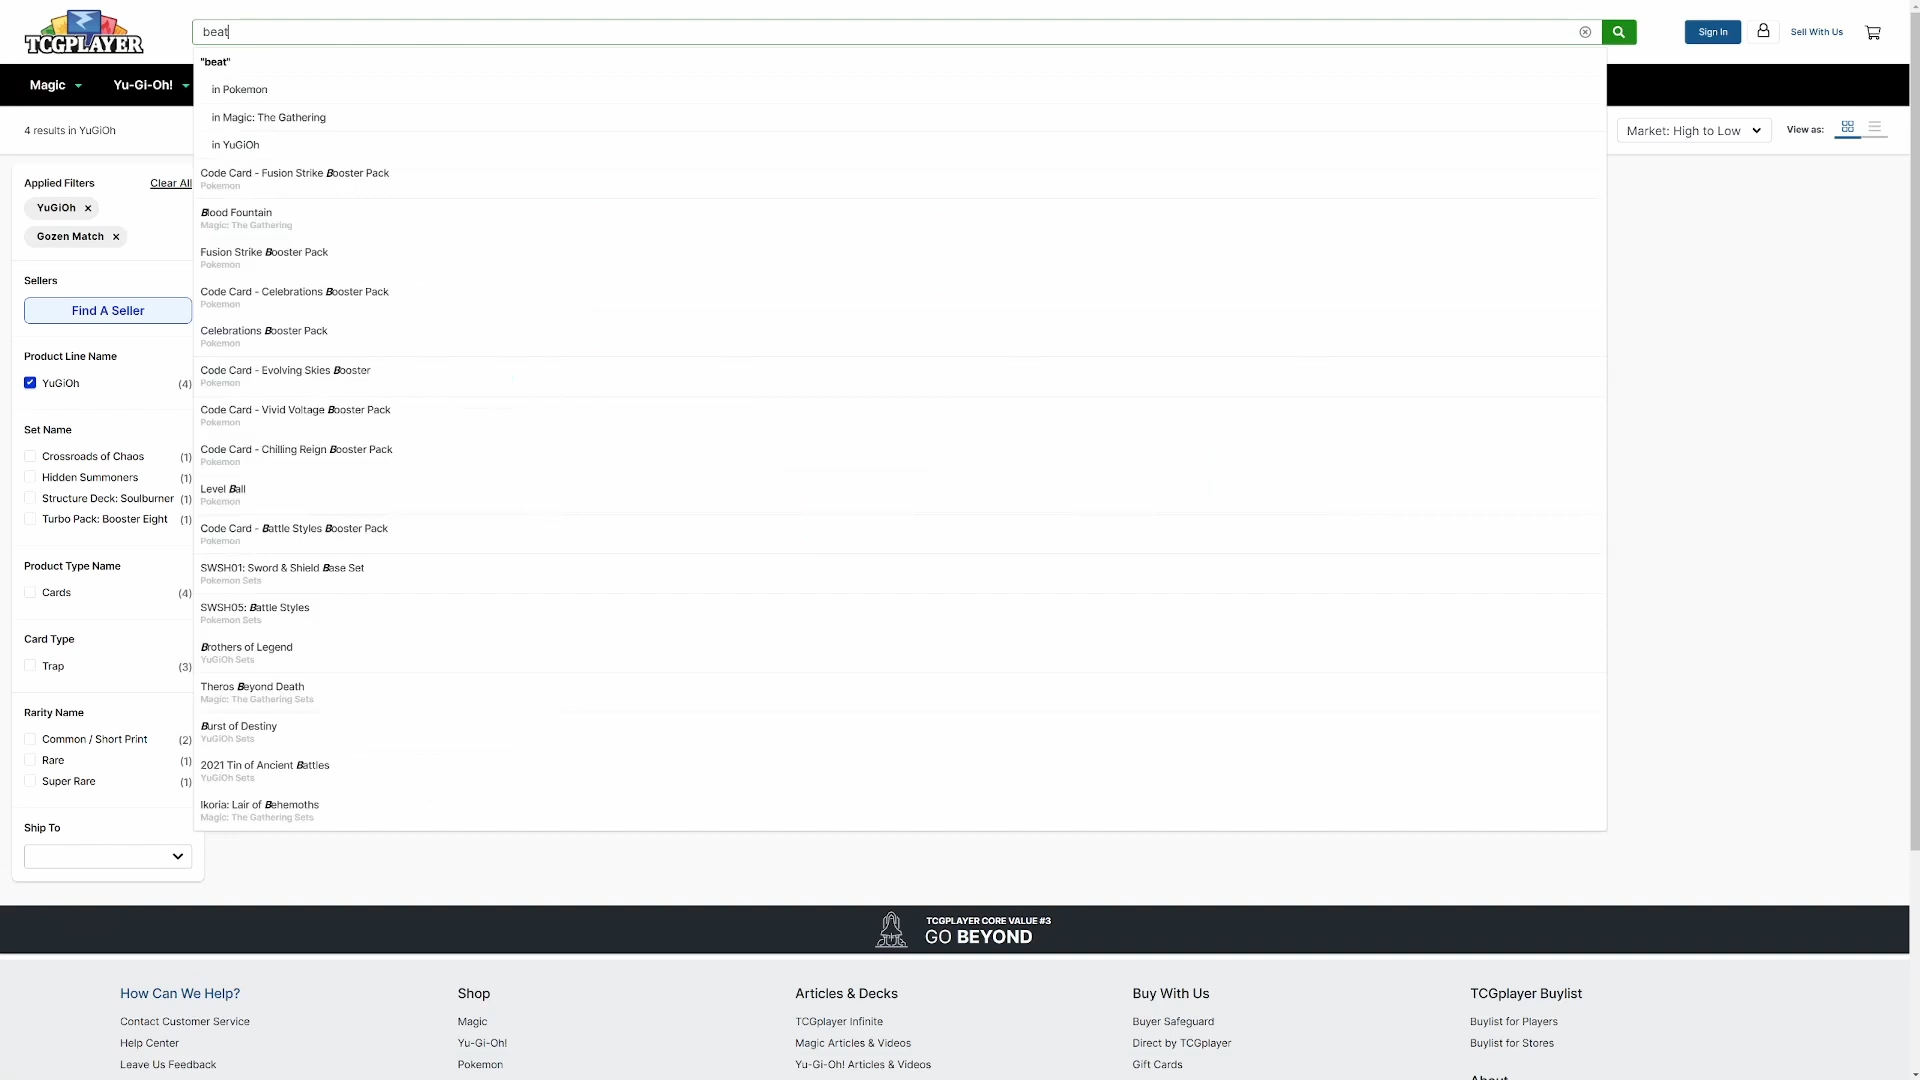 TCGPLAYER
beat
Sign In
Sell With Us
Magic
Yu-Gi-Oh!
"beat"
in Pokemon
in Magic: The Gathering
in YuGiOh
Code Card - Fusion Strike Booster Pack
Pokemon
Blood Fountain
Magic: The Gathering
Fusion Strike Booster Pack
Pokemon
Code Card - Celebrations Booster Pack
Pokemon
Celebrations Booster Pack
Pokemon
Code Card - Evolving Skies Booster
Pokemon
Code Card - Vivid Voltage Booster Pack
Pokemon
Code Card - Chilling Reign Booster Pack
Pokemon
Level Ball
Pokemon
Code Card - Battle Styles Booster Pack
Pokemon
SWSH01: Sword & Shield Base Set
Pokemon Sets
SWSH05: Battle Styles
Pokemon Sets
Brothers of Legend
YuGiOh Sets
Theros Beyond Death
Magic: The Gathering Sets
Burst of Destiny
YuGiOh Sets
2021 Tin of Ancient Battles
YuGiOh Sets
Ikoria: Lair of Behemoths
Magic: The Gathering Sets
4 results in YuGiOh
Market: High to Low
View as:
Applied Filters
Clear All
YuGiOh
Gozen Match
Sellers
Find A Seller
Product Line Name
YuGiOh (4)
Set Name
Crossroads of Chaos (1)
Hidden Summoners (1)
Structure Deck: Soulburner (1)
Turbo Pack: Booster Eight (1)
Product Type Name
Cards (4)
Card Type
Trap (3)
Rarity Name
Common / Short Print (2)
Rare (1)
Super Rare (1)
Ship To
TCGPLAYER CORE VALUE #3
GO BEYOND
How Can We Help?
Contact Customer Service
Help Center
Leave Us Feedback
Shop
Magic
Yu-Gi-Oh!
Pokemon
Articles & Decks
TCGplayer Infinite
Magic Articles & Videos
Yu-Gi-Oh! Articles & Videos
Buy With Us
Buyer Safeguard
Direct by TCGplayer
Gift Cards
TCGplayer Buylist
Buylist for Players
Buylist for Stores
About